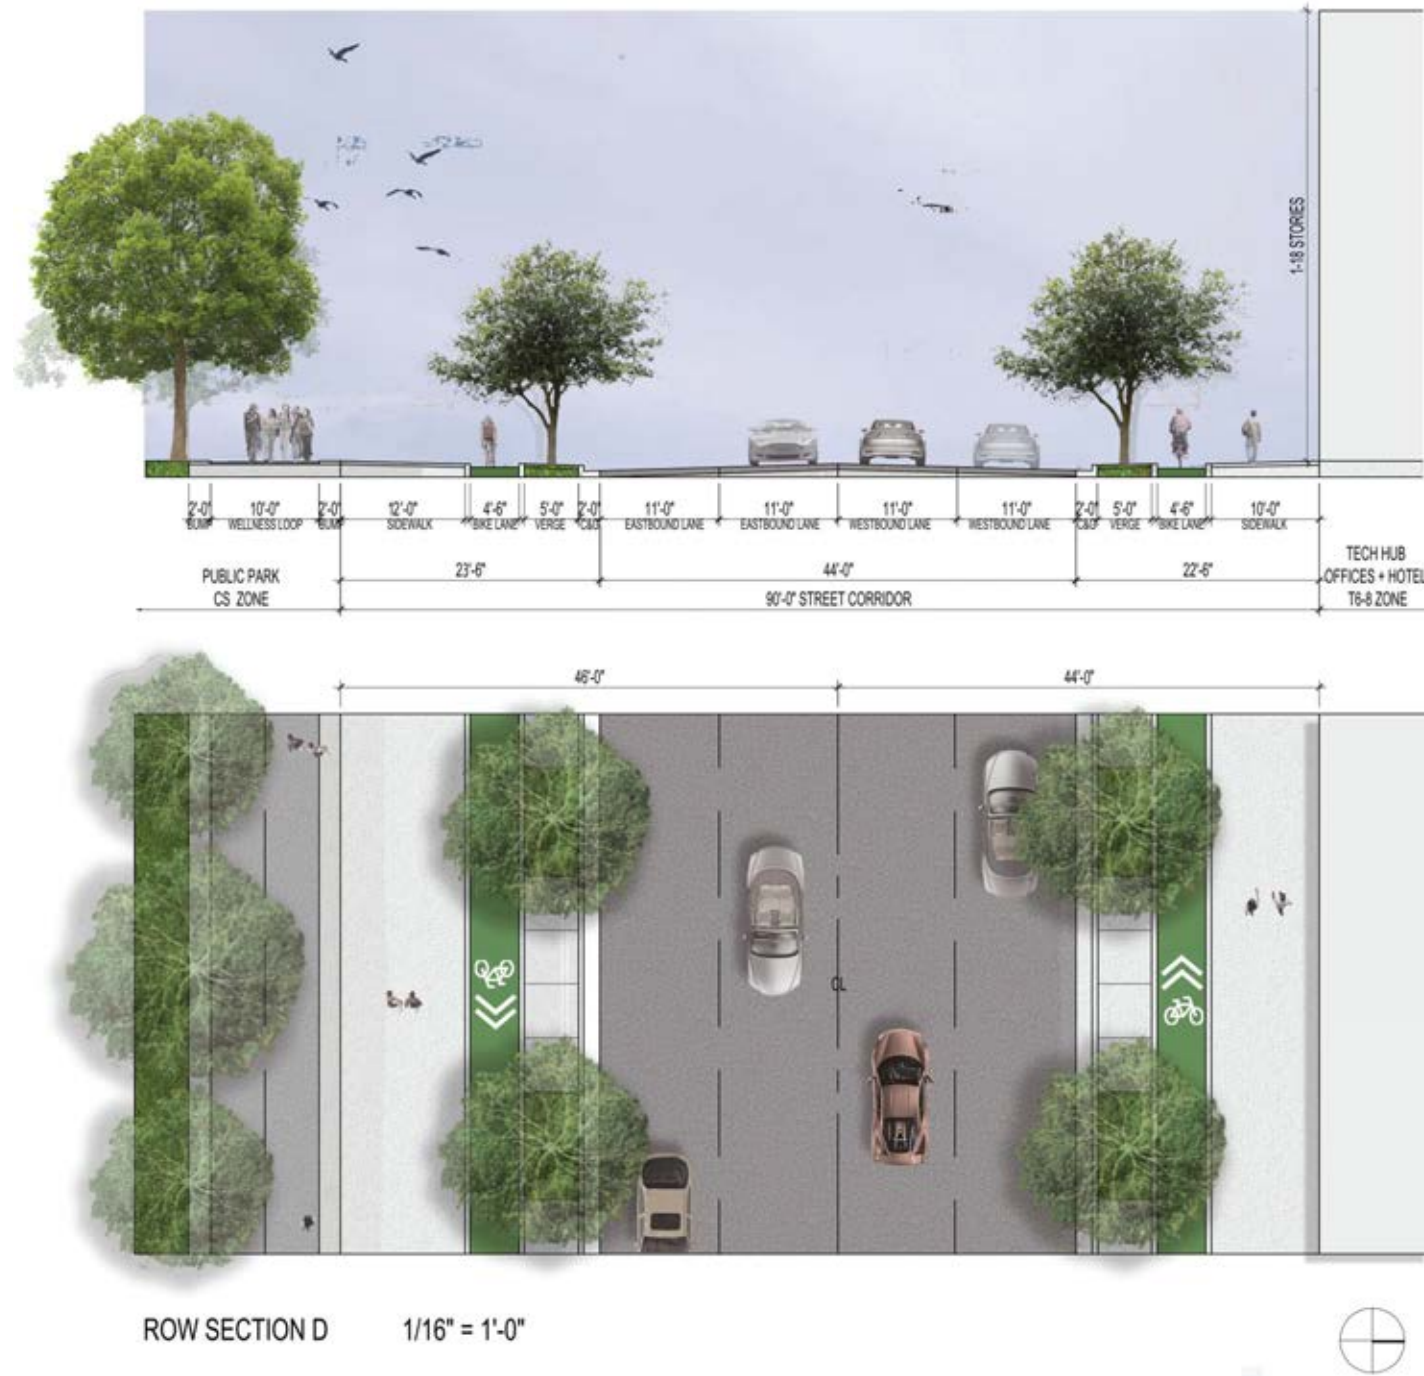 1-18 STORIES
2'-0" 10'-0" 2'-0" 12'-0" 4'-6" 5'-0" 2'-0" 11'-0" 11'-0" 11'-0" 11'-0" 2'-0" 5'-0" 4'-6" 10'-0"
WELLNESS LOOP SIDEWALK BIKE LANE VERGE C&G EASTBOUND LANE EASTBOUND LANE WESTBOUND LANE WESTBOUND LANE C&G VERGE BIKE LANE SIDEWALK
PUBLIC PARK
CS ZONE
23'-6" 44'-0" 22'-6"
90'-0" STREET CORRIDOR
TECH HUB
OFFICES + HOTEL
T6-8 ZONE
46'-0" 44'-0"
CL
ROW SECTION D 1/16" = 1'-0"